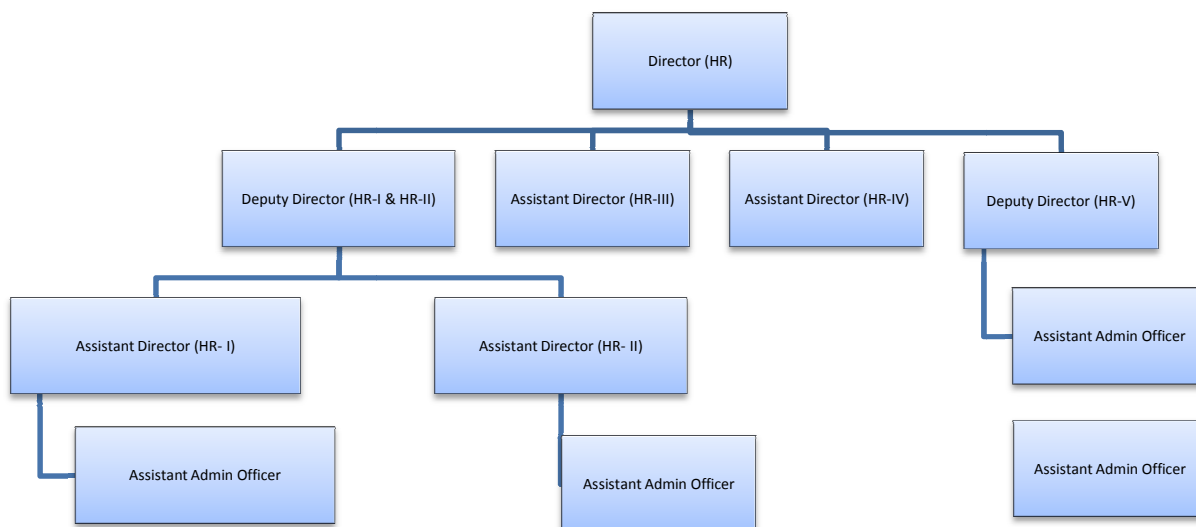 Director (HR)
Deputy Director (HR-I & HR-II)
Assistant Director (HR-III)
Assistant Director (HR-IV)
Deputy Director (HR-V)
Assistant Director (HR- I)
Assistant Director (HR- II)
Assistant Admin Officer
Assistant Admin Officer
Assistant Admin Officer
Assistant Admin Officer